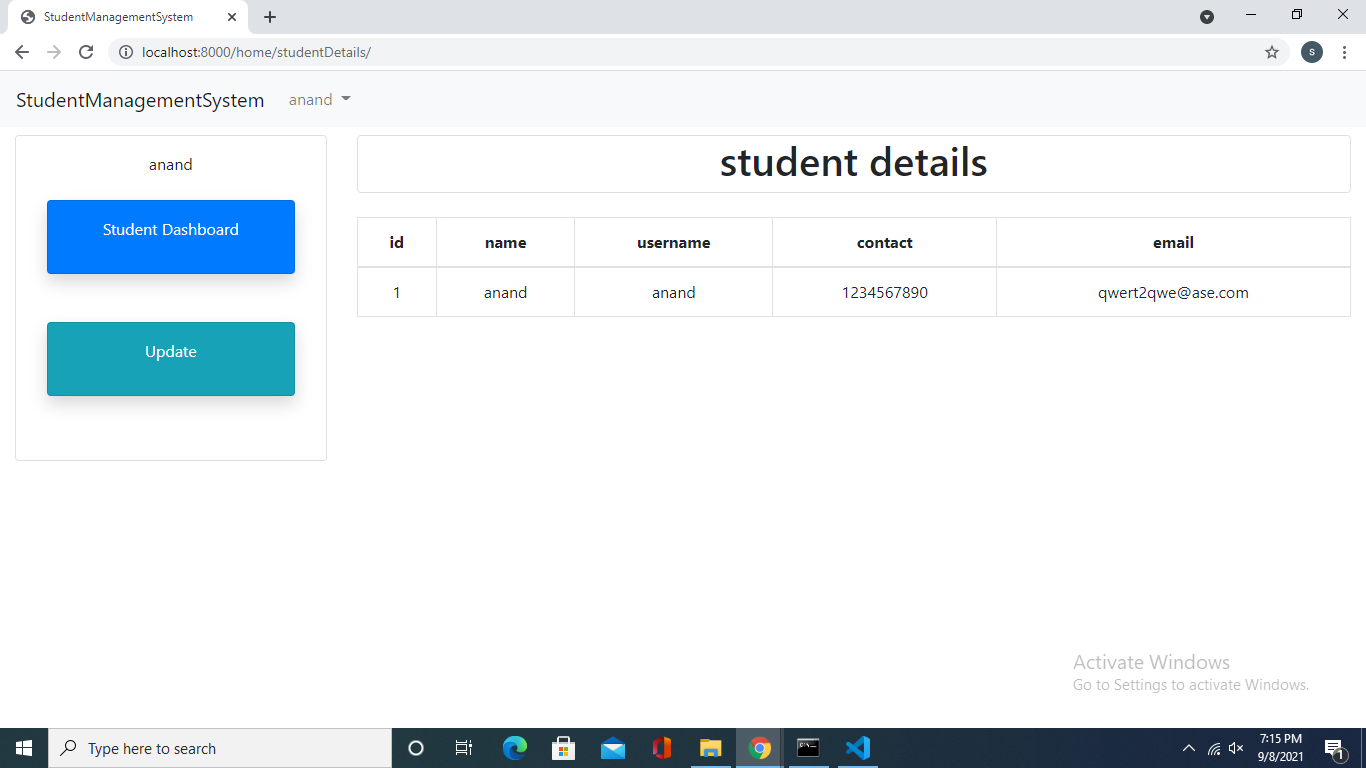 StudentManagementSystem
localhost:8000/home/studentDetails/
S
StudentManagementSystem anand
anand
Student Dashboard
Update
student details
id name username contact email
1 anand anand 1234567890 qwert2qwe@ase.com
Activate Windows
Go to Settings to activate Windows.
Type here to search
7:15 PM
9/8/2021
1